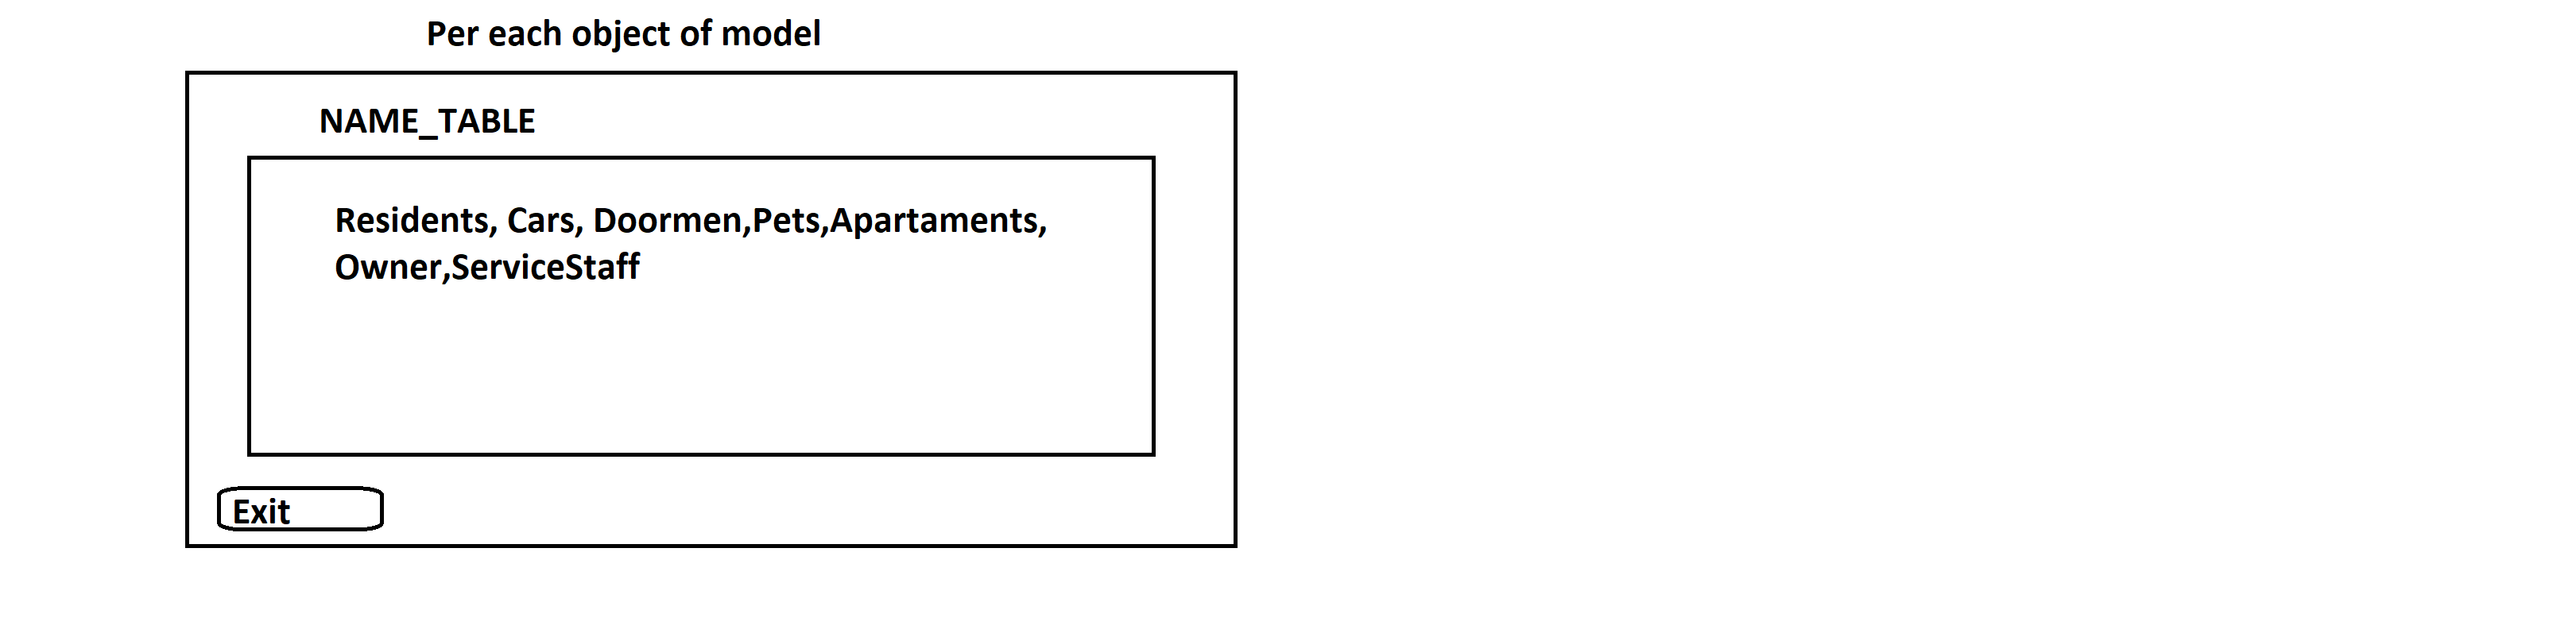 Per each object of model
NAME_TABLE
Residents, Cars, Doormen,Pets,Apartaments,
Owner,ServiceStaff
Exit